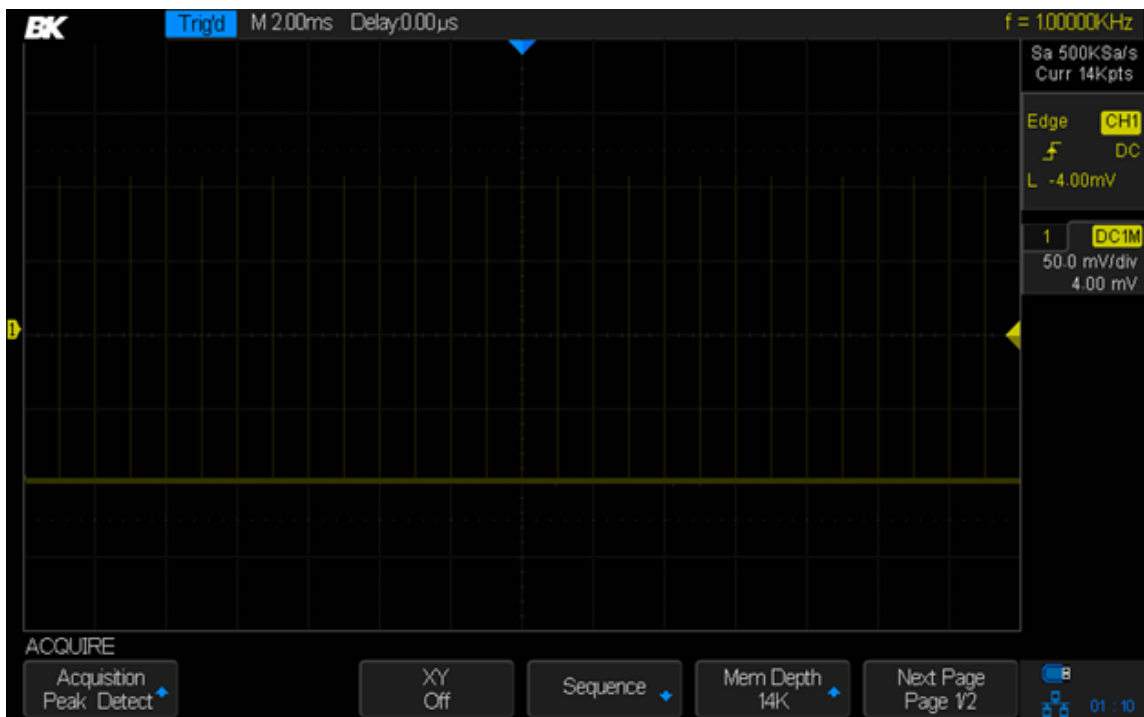 BK Trig'd M 2.00ms Delay:0.00µs f = 1.00000KHz
Sa 500KSa/s
Curr 14Kpts
Edge CH1
DC
L -4.00mV
1 DC1M
50.0 mV/div
4.00 mV
1
ACQUIRE
Acquisition
Peak Detect
XY
Off
Sequence
Mem Depth
14K
Next Page
Page 1/2
01 : 10